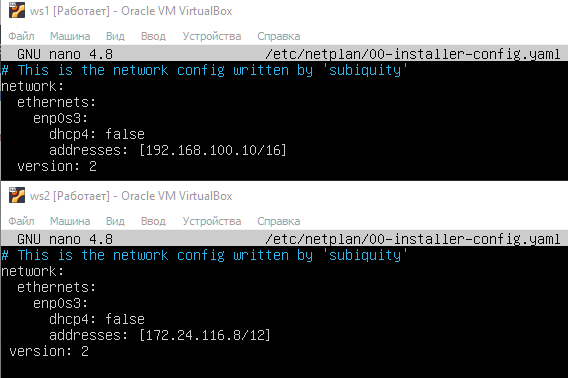 ws1 [Работает] - Oracle VM VirtualBox
Файл Машина Вид Ввод Устройства Справка
GNU nano 4.8 /etc/netplan/00-installer-config.yaml
# This is the network config written by 'subiquity'
network:
  ethernets:
    enp0s3:
      dhcp4: false
      addresses: [192.168.100.10/16]
  version: 2
ws2 [Работает] - Oracle VM VirtualBox
Файл Машина Вид Ввод Устройства Справка
GNU nano 4.8 /etc/netplan/00-installer-config.yaml
# This is the network config written by 'subiquity'
network:
  ethernets:
    enp0s3:
      dhcp4: false
      addresses: [172.24.116.8/12]
 version: 2